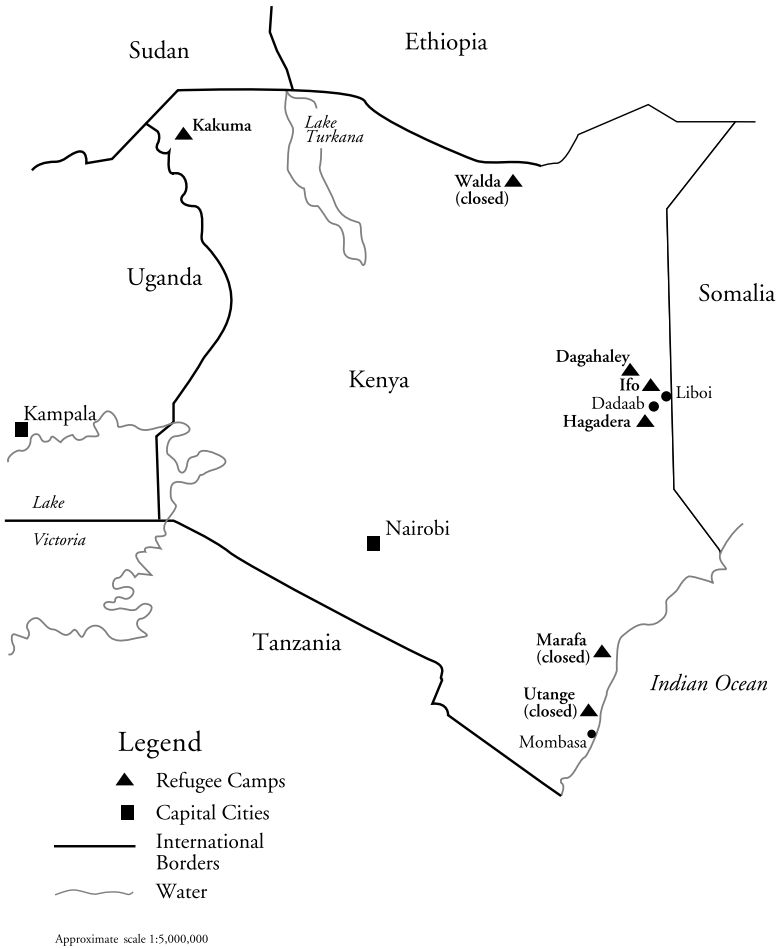 Sudan
Ethiopia
Kakuma
Lake
Turkana
Walda
(closed)
Uganda
Somalia
Dagahaley
Kenya
Ifo
Liboi
Dadaab
Kampala
Hagadera
Lake
Nairobi
Victoria
Tanzania
Marafa
(closed)
Indian Ocean
Utange
(closed)
Mombasa
Legend
Refugee Camps
Capital Cities
International
Borders
Water
Approximate scale 1:5,000,000